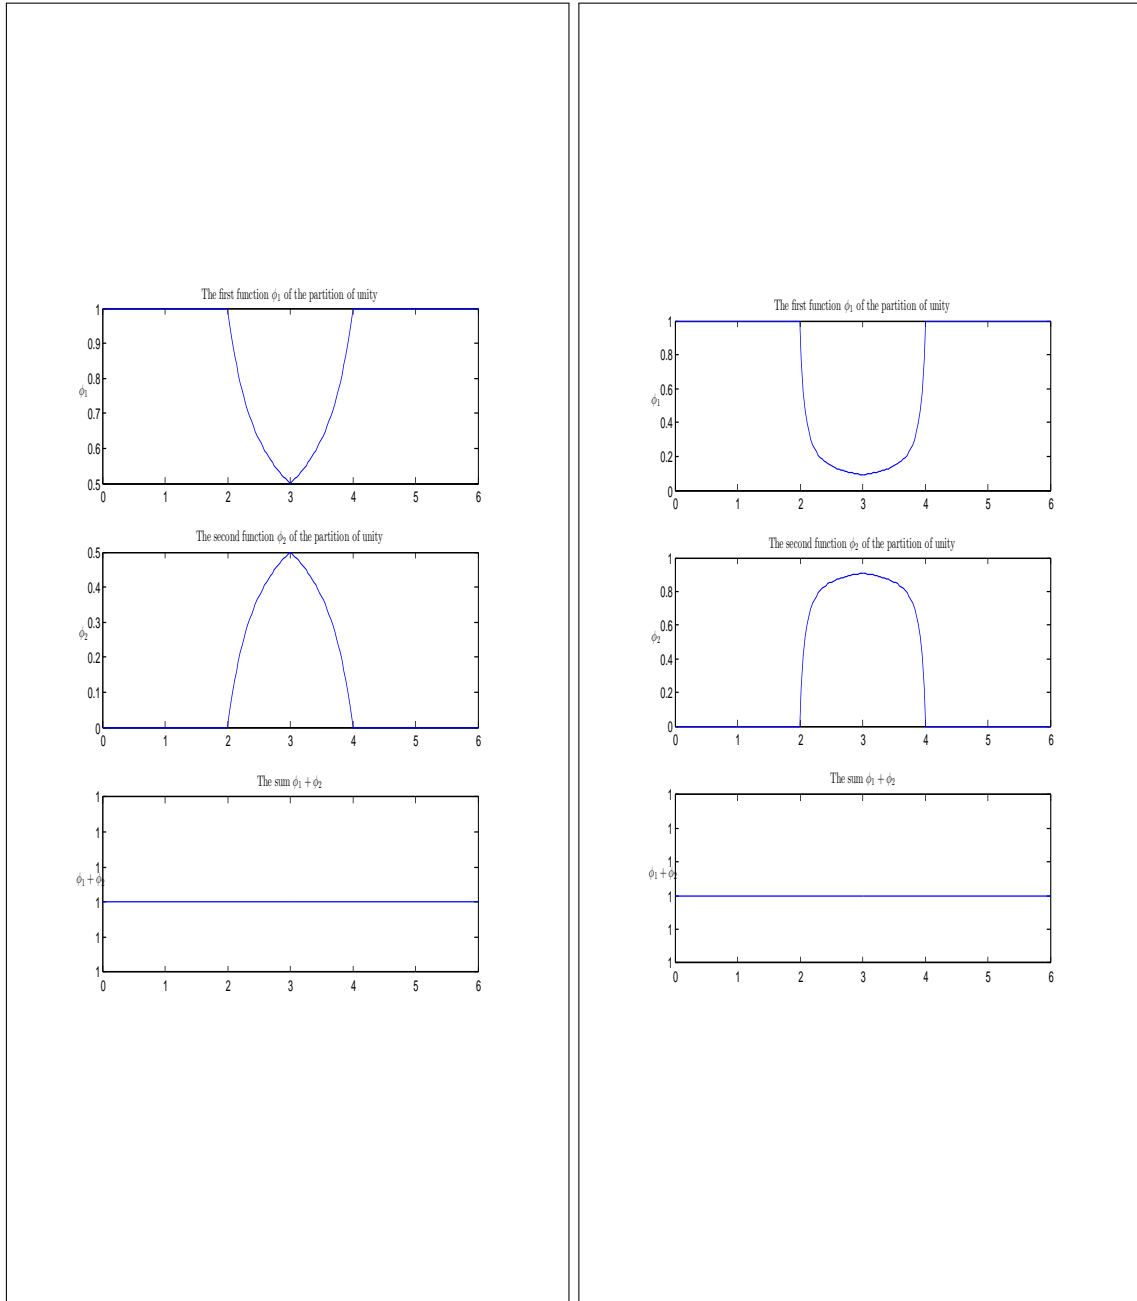 The first function ϕ₁ of the partition of unity
1
0.9
0.8
ϕ₁
0.7
0.6
0.5
0 1 2 3 4 5 6
The second function ϕ₂ of the partition of unity
0.5
0.4
0.3
ϕ₂
0.2
0.1
0
0 1 2 3 4 5 6
The sum ϕ₁ + ϕ₂
1
1
1
ϕ₁ + ϕ₂
1
1
1
0 1 2 3 4 5 6
The first function ϕ₁ of the partition of unity
1
0.8
0.6
ϕ₁
0.4
0.2
0
0 1 2 3 4 5 6
The second function ϕ₂ of the partition of unity
1
0.8
0.6
ϕ₂
0.4
0.2
0
0 1 2 3 4 5 6
The sum ϕ₁ + ϕ₂
1
1
1
ϕ₁ + ϕ₂
1
1
1
0 1 2 3 4 5 6